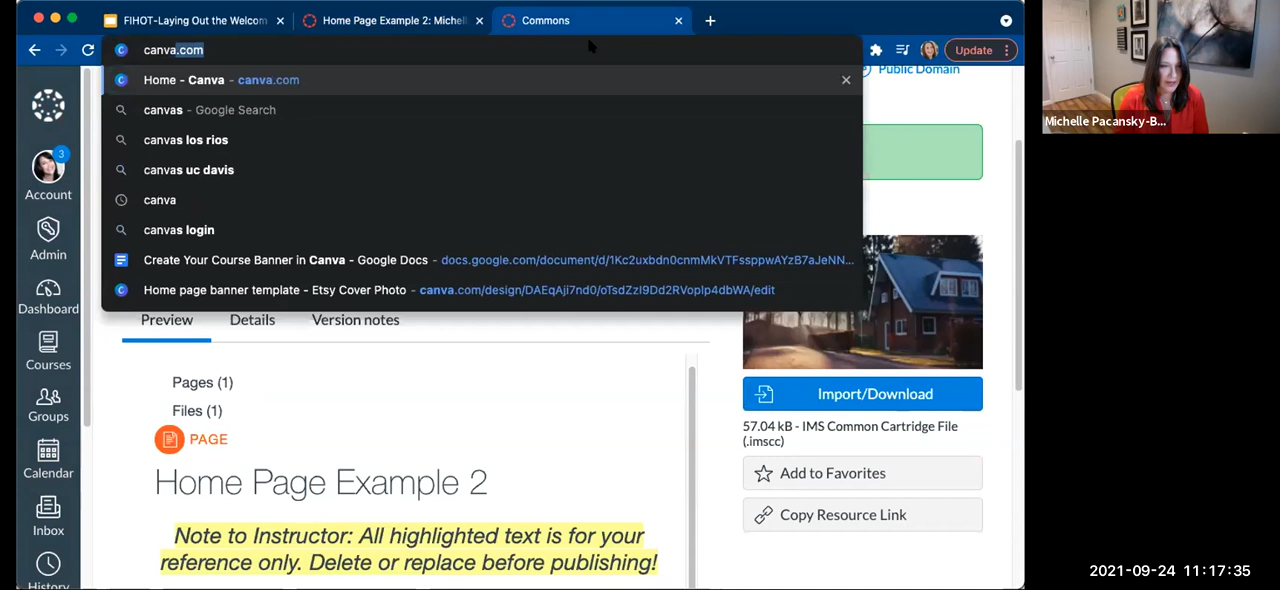 FIHOT-Laying Out the Welcom
Home Page Example 2: Michel
Commons
canva.com
Update
Home - Canva - canva.com
canvas - Google Search
canvas los rios
canvas uc davis
canva
canvas login
Create Your Course Banner in Canva - Google Docs - docs.google.com/document/d/1Kc2uxbdn0cnmMkVTFssppwAYzB7aJeNN...
Home page banner template - Etsy Cover Photo - canva.com/design/DAEqAji7nd0/oTsdZzI9Dd2RVopIp4dbWA/edit
Public Domain
3
Account
Admin
Dashboard
Courses
Groups
Calendar
Inbox
History
Preview
Details
Version notes
Pages (1)
Files (1)
PAGE
Home Page Example 2
Note to Instructor: All highlighted text is for your
reference only. Delete or replace before publishing!
Import/Download
57.04 kB - IMS Common Cartridge File
(.imscc)
Add to Favorites
Copy Resource Link
Michelle Pacansky-B...
2021-09-24 11:17:35